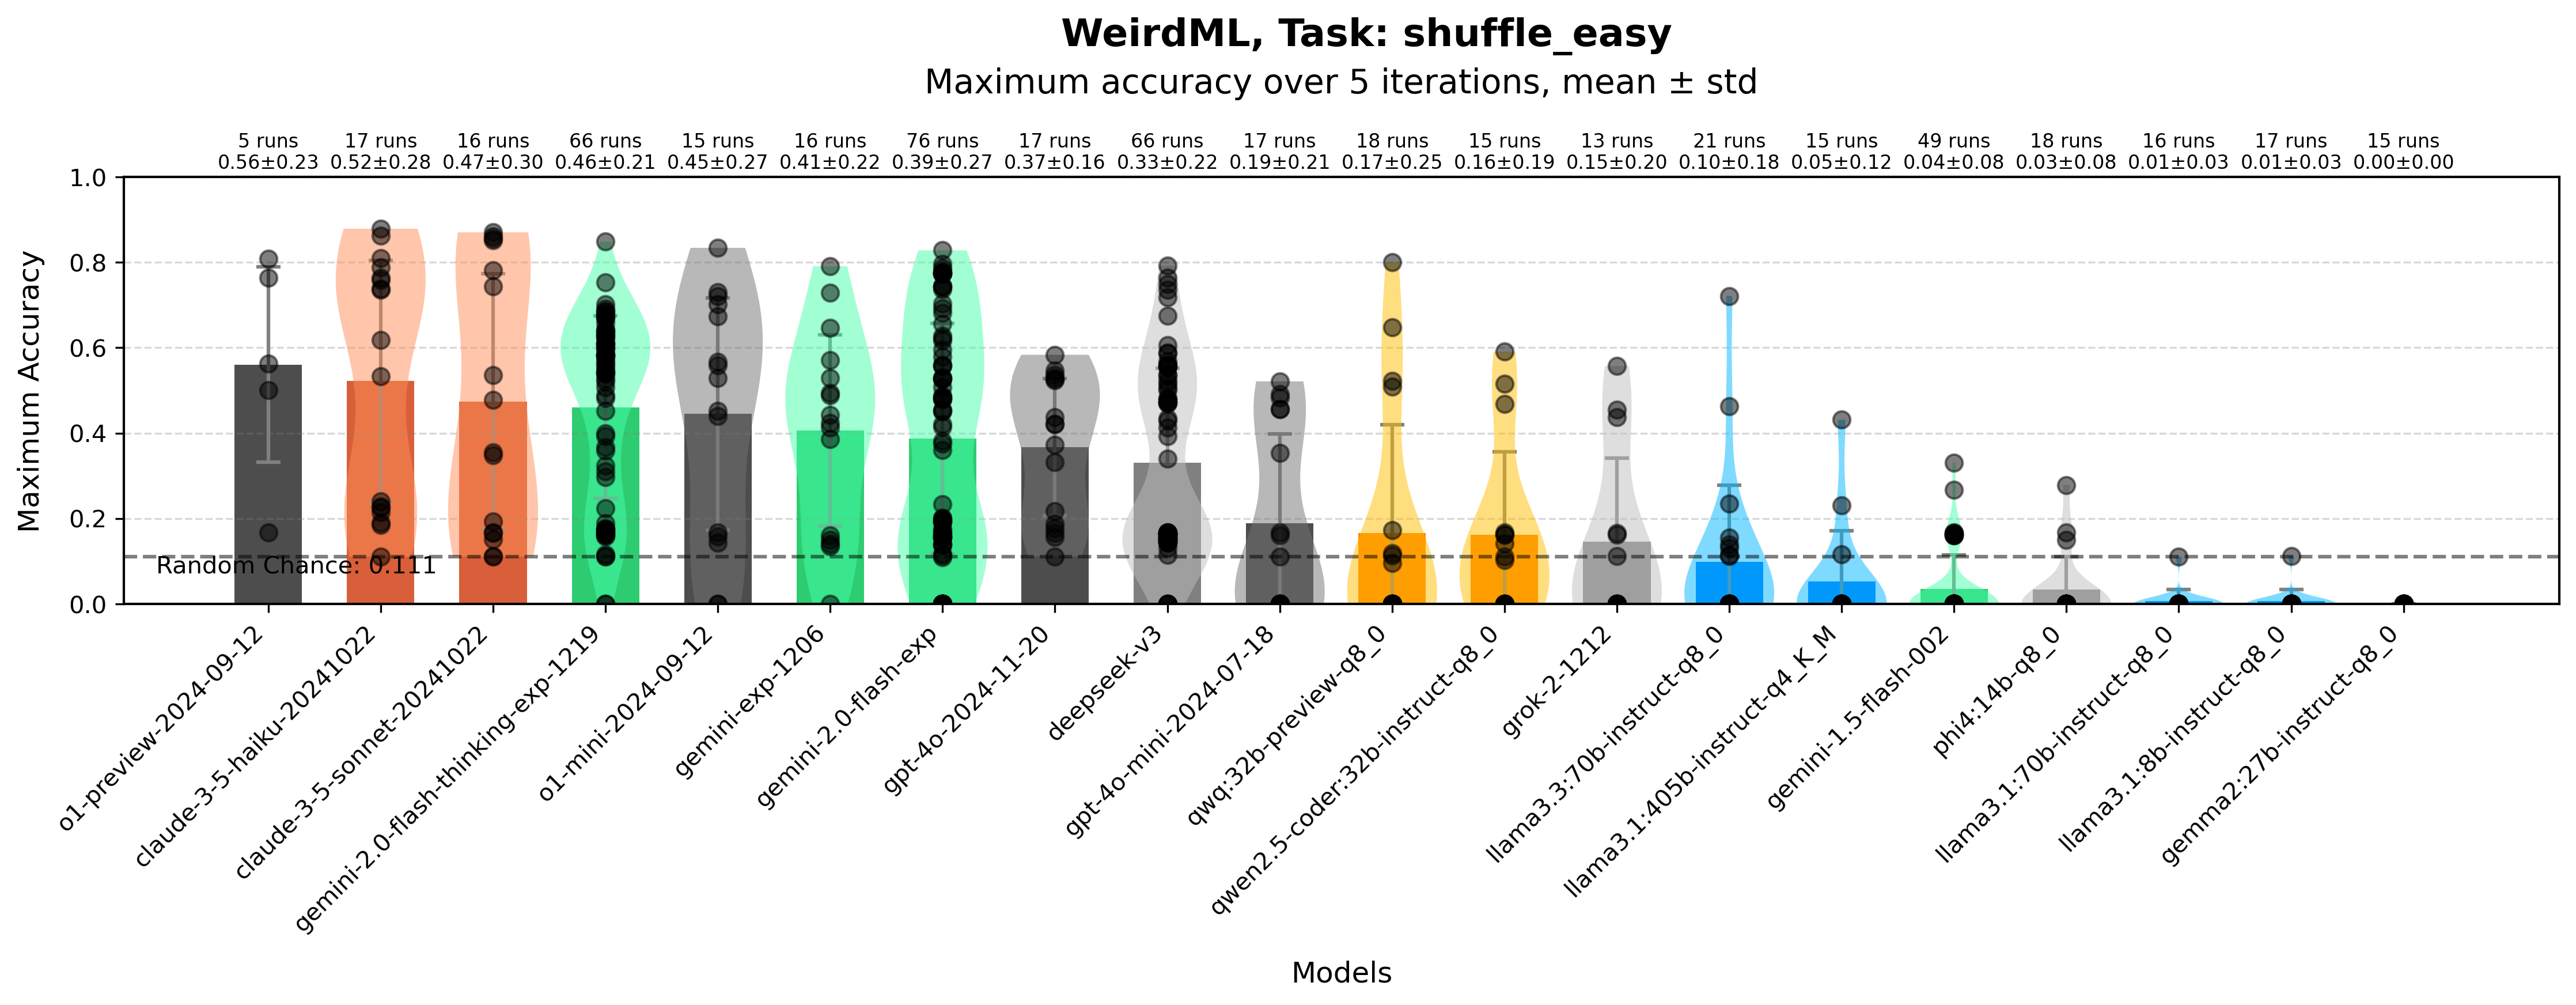 WeirdML, Task: shuffle_easy
Maximum accuracy over 5 iterations, mean ± std
5 runs 17 runs 16 runs 66 runs 15 runs 16 runs 76 runs 17 runs 66 runs 17 runs 18 runs 15 runs 13 runs 21 runs 15 runs 49 runs 18 runs 16 runs 17 runs 15 runs
0.56±0.23 0.52±0.28 0.47±0.30 0.46±0.21 0.45±0.27 0.41±0.22 0.39±0.27 0.37±0.16 0.33±0.22 0.19±0.21 0.17±0.25 0.16±0.19 0.15±0.20 0.10±0.18 0.05±0.12 0.04±0.08 0.03±0.08 0.01±0.03 0.01±0.03 0.00±0.00
Maximum Accuracy
1.0
0.8
0.6
0.4
0.2
0.0
Random Chance: 0.111
o1-preview-2024-09-12
claude-3-5-haiku-20241022
claude-3-5-sonnet-20241022
gemini-2.0-flash-thinking-exp-1219
o1-mini-2024-09-12
gemini-exp-1206
gemini-2.0-flash-exp
gpt-4o-2024-11-20
deepseek-v3
gpt-4o-mini-2024-07-18
qwq:32b-preview-q8_0
qwen2.5-coder:32b-instruct-q8_0
grok-2-1212
llama3.3:70b-instruct-q8_0
llama3.1:405b-instruct-q4_K_M
gemini-1.5-flash-002
phi4:14b-q8_0
llama3.1:70b-instruct-q8_0
llama3.1:8b-instruct-q8_0
gemma2:27b-instruct-q8_0
Models